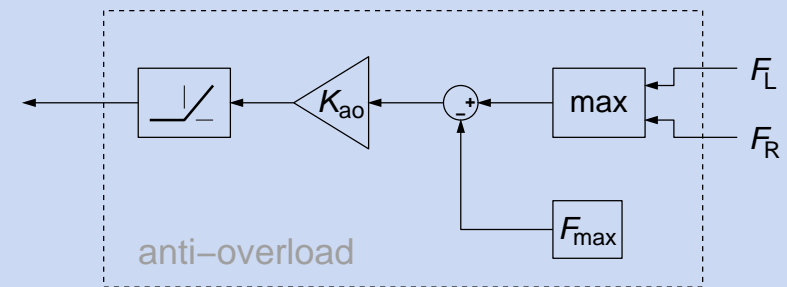 F_L
K_ao
+
max
−
F_R
F_max
anti−overload